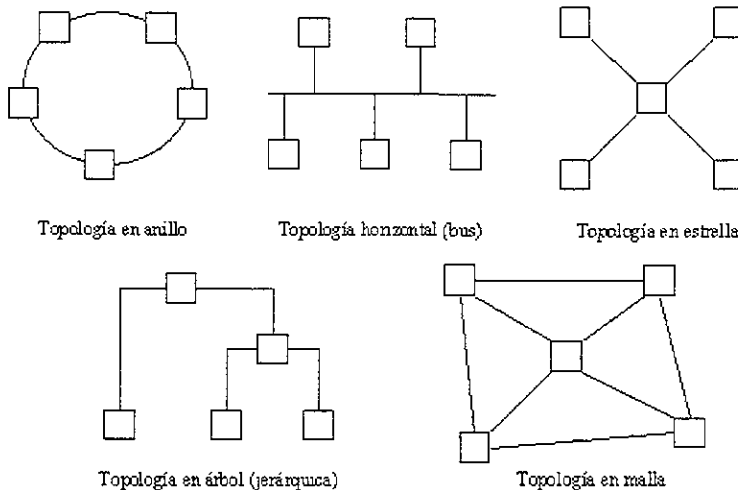 Topología en anillo
Topología horizontal (bus)
Topología en estrella
Topología en árbol (jerárquica)
Topología en malla